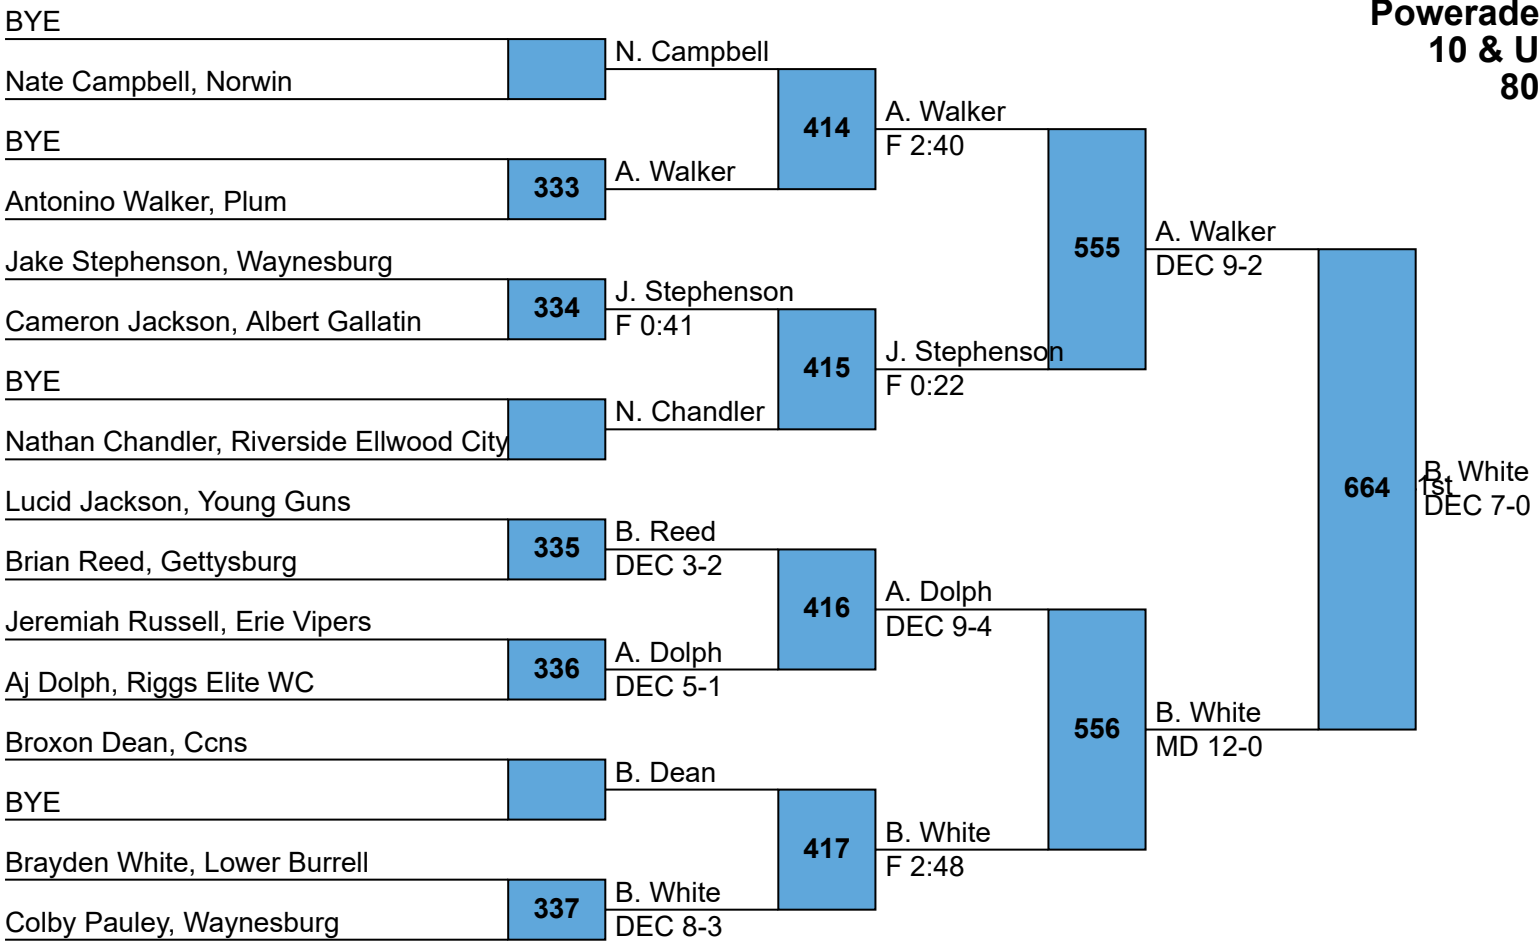 Powerade
10 & U
80
BYE
Nate Campbell, Norwin
BYE
333
Antonino Walker, Plum
Jake Stephenson, Waynesburg
334
Cameron Jackson, Albert Gallatin
BYE
Nathan Chandler, Riverside Ellwood City
Lucid Jackson, Young Guns
335
Brian Reed, Gettysburg
Jeremiah Russell, Erie Vipers
336
Aj Dolph, Riggs Elite WC
Broxon Dean, Ccns
BYE
Brayden White, Lower Burrell
337
Colby Pauley, Waynesburg
N. Campbell
414
A. Walker
J. Stephenson
F 0:41
415
N. Chandler
B. Reed
DEC 3-2
416
A. Dolph
DEC 5-1
B. Dean
417
B. White
DEC 8-3
A. Walker
F 2:40
555
J. Stephenson
F 0:22
A. Dolph
DEC 9-4
556
B. White
F 2:48
A. Walker
DEC 9-2
664
B. White
MD 12-0
B. White
1st
DEC 7-0